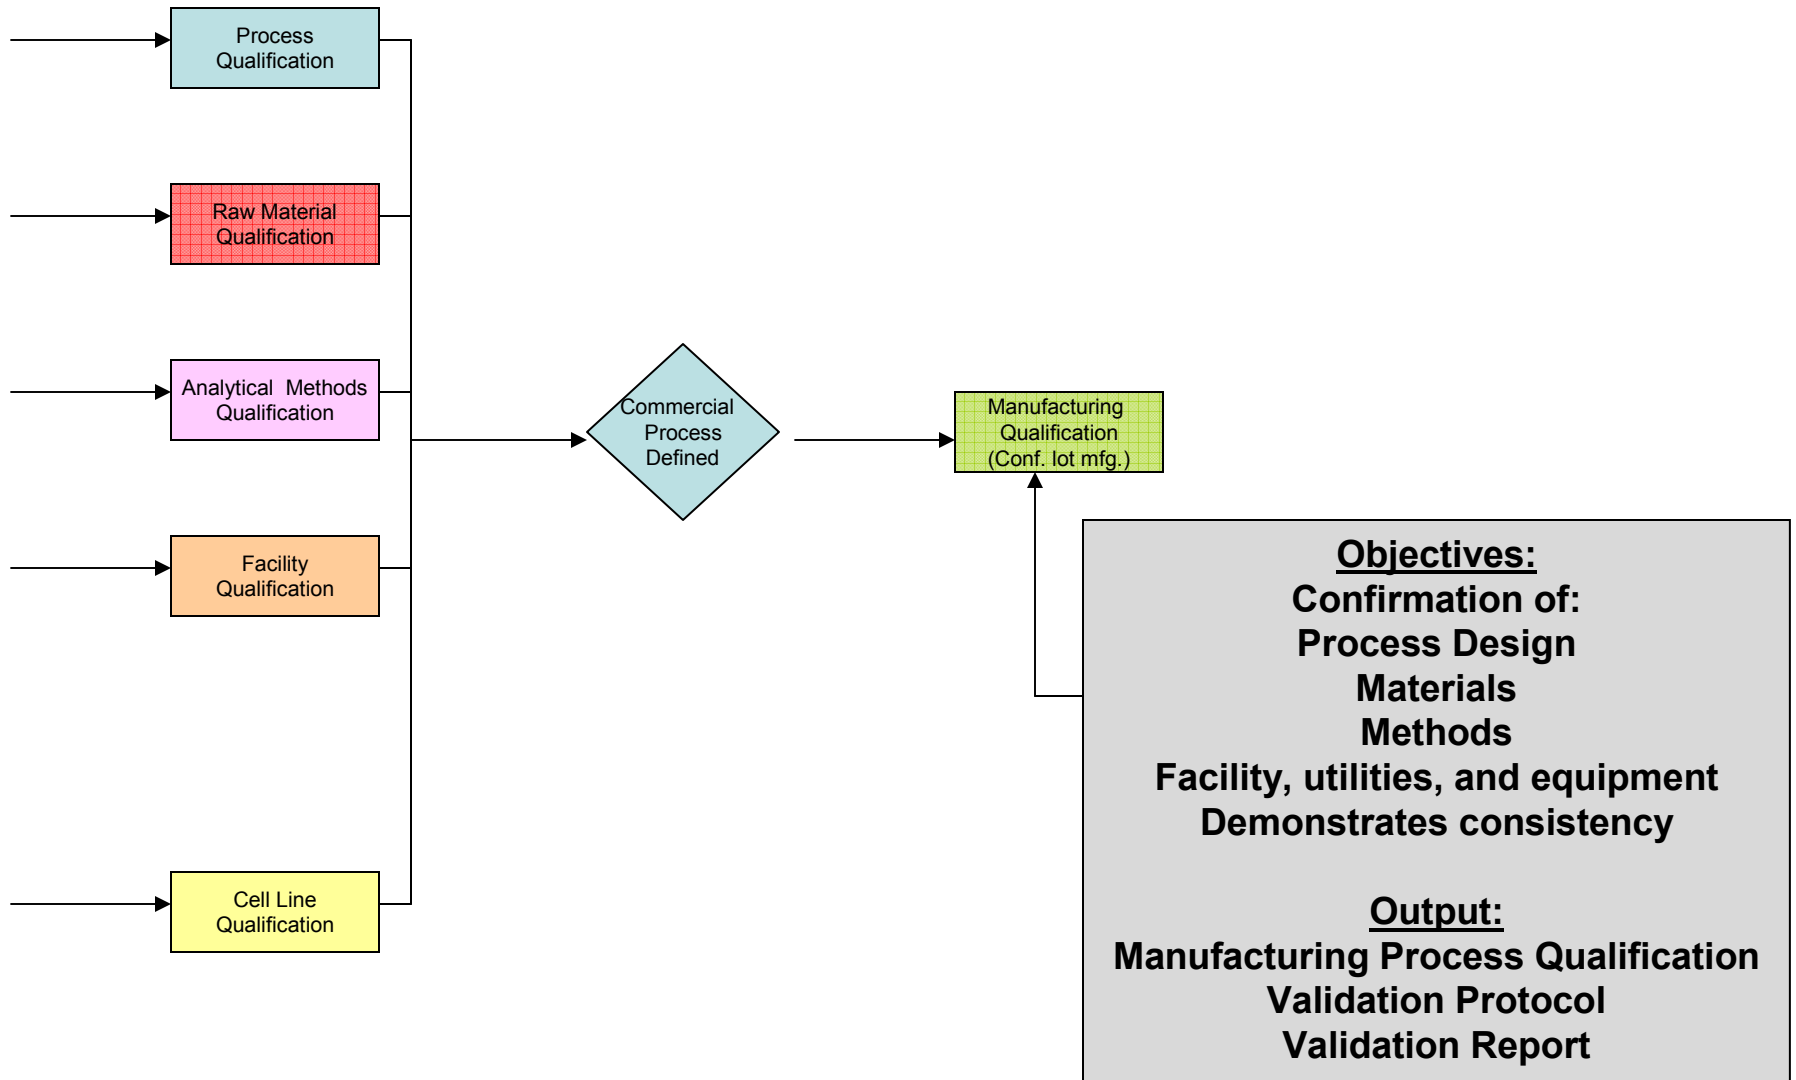 Process
Qualification
Raw Material
Qualification
Analytical Methods
Qualification
Facility
Qualification
Cell Line
Qualification
Commercial
Process
Defined
Manufacturing
Qualification
(Conf. lot mfg.)
Objectives:
Confirmation of:
Process Design
Materials
Methods
Facility, utilities, and equipment
Demonstrates consistency
Output:
Manufacturing Process Qualification
Validation Protocol
Validation Report